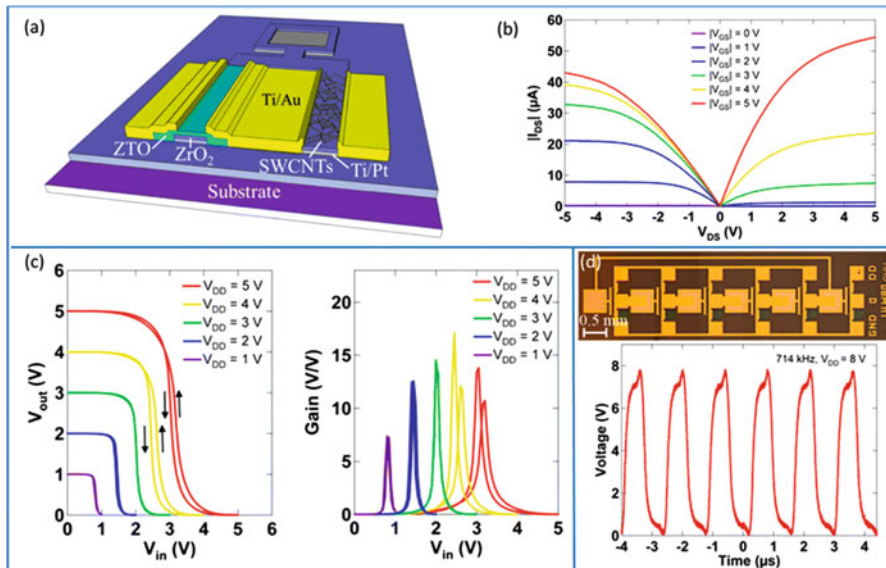 (a)
Ti/Au
ZTO
ZrO2
SWCNTs
Ti/Pt
Substrate
(b)
|VGS| = 0 V
|VGS| = 1 V
|VGS| = 2 V
|VGS| = 3 V
|VGS| = 4 V
|VGS| = 5 V
|IDS| (µA)
60
50
40
30
20
10
0
-5 -4 -3 -2 -1 0 1 2 3 4 5
VDS (V)
(c)
VDD = 5 V
VDD = 4 V
VDD = 3 V
VDD = 2 V
VDD = 1 V
Vout (V)
6
5
4
3
2
1
0
0 1 2 3 4 5 6
Vin (V)
VDD = 5 V
VDD = 4 V
VDD = 3 V
VDD = 2 V
VDD = 1 V
Gain (V/V)
20
15
10
5
0
0 1 2 3 4 5
Vin (V)
(d)
0.5 mm
GND
714 kHz, VDD = 8 V
Voltage (V)
8
6
4
2
0
-4 -3 -2 -1 0 1 2 3 4
Time (µs)